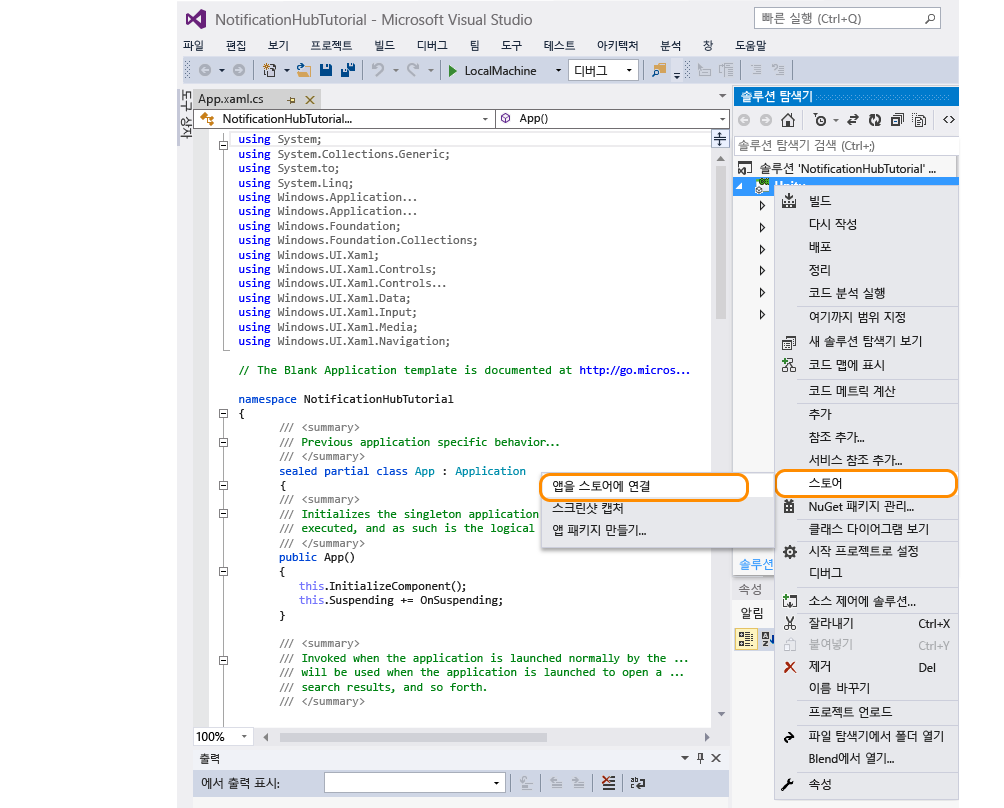 NotificationHubTutorial - Microsoft Visual Studio
빠른 실행 (Ctrl+Q)
파일 편집 보기 프로젝트 빌드 디버그 팀 도구 테스트 아키텍처 분석 창 도움말
LocalMachine 디버그
도구 상자
App.xaml.cs
NotificationHubTutorial... App()
using System;
using System.Collections.Generic;
using System.to;
using System.Linq;
using Windows.Application...
using Windows.Application...
using Windows.Foundation;
using Windows.Foundation.Collections;
using Windows.UI.Xaml;
using Windows.UI.Xaml.Controls;
using Windows.UI.Xaml.Controls...
using Windows.UI.Xaml.Data;
using Windows.UI.Xaml.Input;
using Windows.UI.Xaml.Media;
using Windows.UI.Xaml.Navigation;
// The Blank Application template is documented at http://go.micros...
namespace NotificationHubTutorial
{
/// <summary>
/// Previous application specific behavior...
/// </summary>
sealed partial class App : Application
{
/// <summary>
/// Initializes the singleton application
/// executed, and as such is the logical
/// </summary>
public App()
{
this.InitializeComponent();
this.Suspending += OnSuspending;
}
/// <summary>
/// Invoked when the application is launched normally by the ...
/// will be used when the application is launched to open a ...
/// search results, and so forth.
/// </summary>
100%
출력
에서 출력 표시:
앱을 스토어에 연결
스크린샷 캡처
앱 패키지 만들기...
솔루션 탐색기
솔루션 탐색기 검색 (Ctrl+;)
솔루션 'NotificationHubTutorial' ...
솔루션
속성
알림
빌드
다시 작성
배포
정리
코드 분석 실행
여기까지 범위 지정
새 솔루션 탐색기 보기
코드 맵에 표시
코드 메트릭 계산
추가
참조 추가...
서비스 참조 추가...
스토어
NuGet 패키지 관리...
클래스 다이어그램 보기
시작 프로젝트로 설정
디버그
소스 제어에 솔루션...
잘라내기 Ctrl+X
붙여넣기 Ctrl+Y
제거 Del
이름 바꾸기
프로젝트 언로드
파일 탐색기에서 폴더 열기
Blend에서 열기...
속성